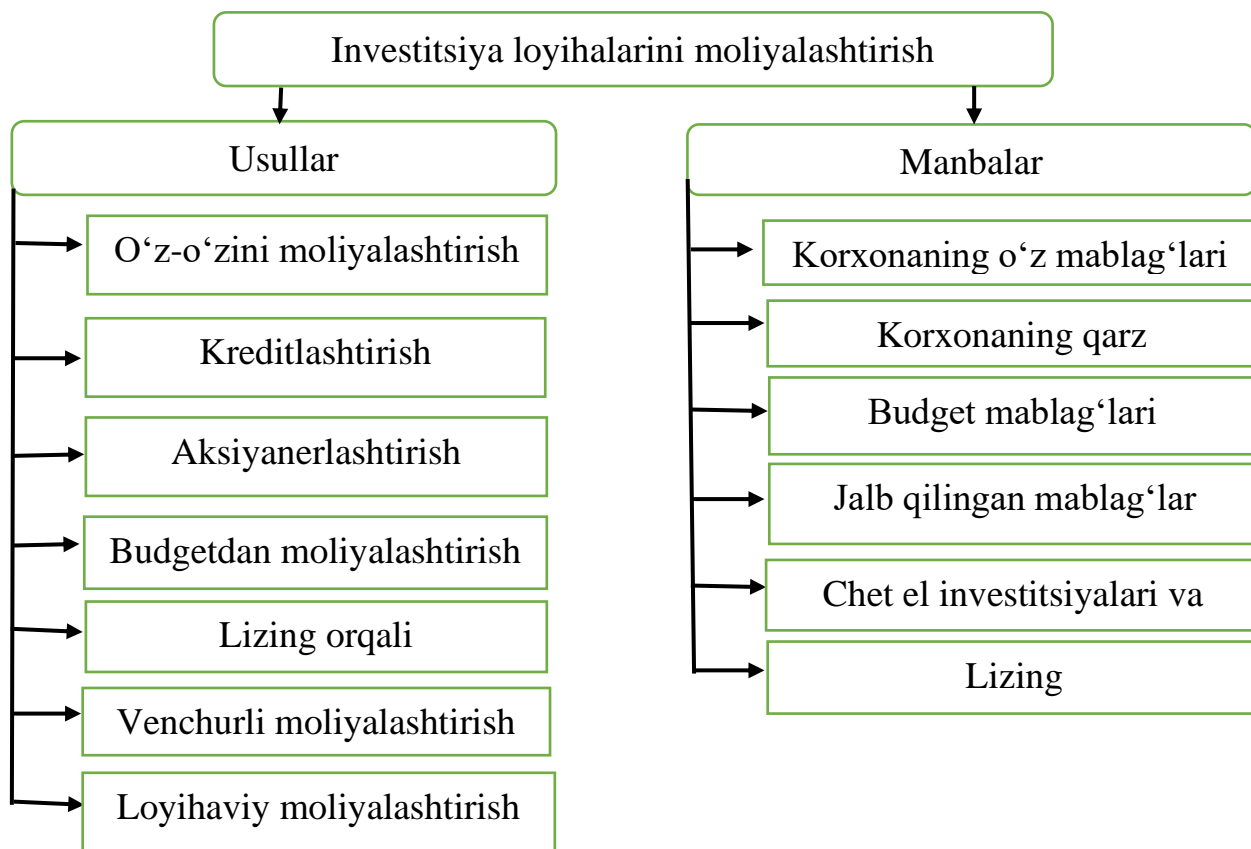 Investitsiya loyihalarini moliyalashtirish
Usullar
O‘z-o‘zini moliyalashtirish
Kreditlashtirish
Aksiyanerlashtirish
Budgetdan moliyalashtirish
Lizing orqali
Venchurli moliyalashtirish
Loyihaviy moliyalashtirish
Manbalar
Korxonaning o‘z mablag‘lari
Korxonaning qarz
Budget mablag‘lari
Jalb qilingan mablag‘lar
Chet el investitsiyalari va
Lizing